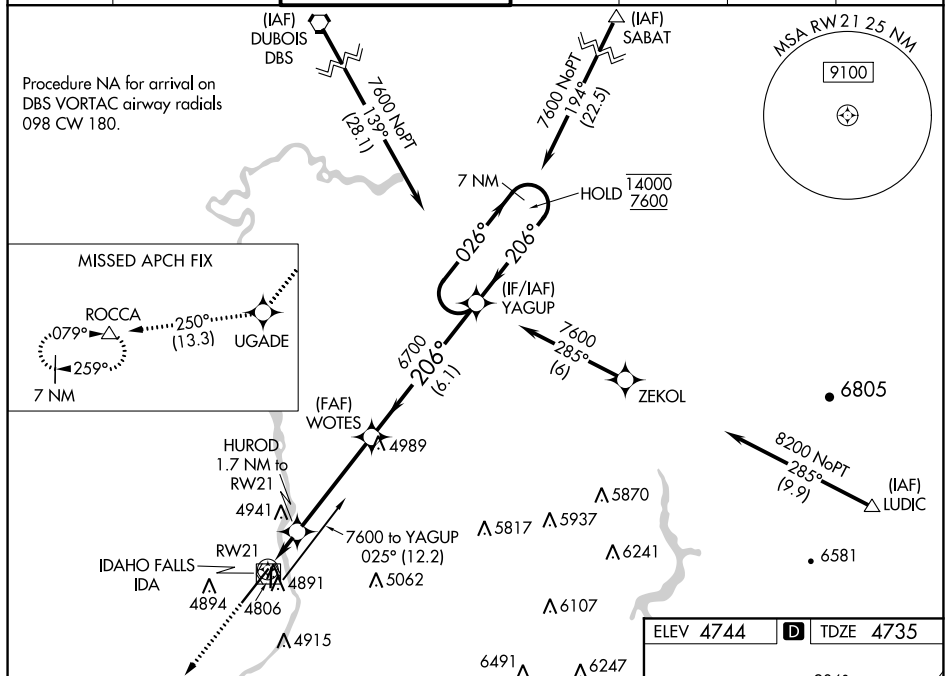 (IAF)
DUBOIS
DBS
(IAF)
SABAT
MSA RW 21 25 NM
9100
Procedure NA for arrival on
DBS VORTAC airway radials
098 CW 180.
7600 NoPT
139°
(28.1)
7600 NoPT
194°
(22.5)
7 NM
HOLD
14000
7600
026°
206°
(IF/IAF)
YAGUP
MISSED APCH FIX
ROCCA
079°
259°
7 NM
250°
(13.3)
UGADE
6700
206°
(6.1)
7600
285°
(6)
ZEKOL
6805
(FAF)
WOTES
4989
8200 NoPT
285°
(9.9)
(IAF)
LUDIC
HUROD
1.7 NM to
RW21
4941
5870
5817
5937
7600 to YAGUP
025° (12.2)
6241
6581
RW21
IDAHO FALLS
IDA
4891
5062
4894
4806
6107
4915
6491
6247
ELEV 4744
D
TDZE 4735